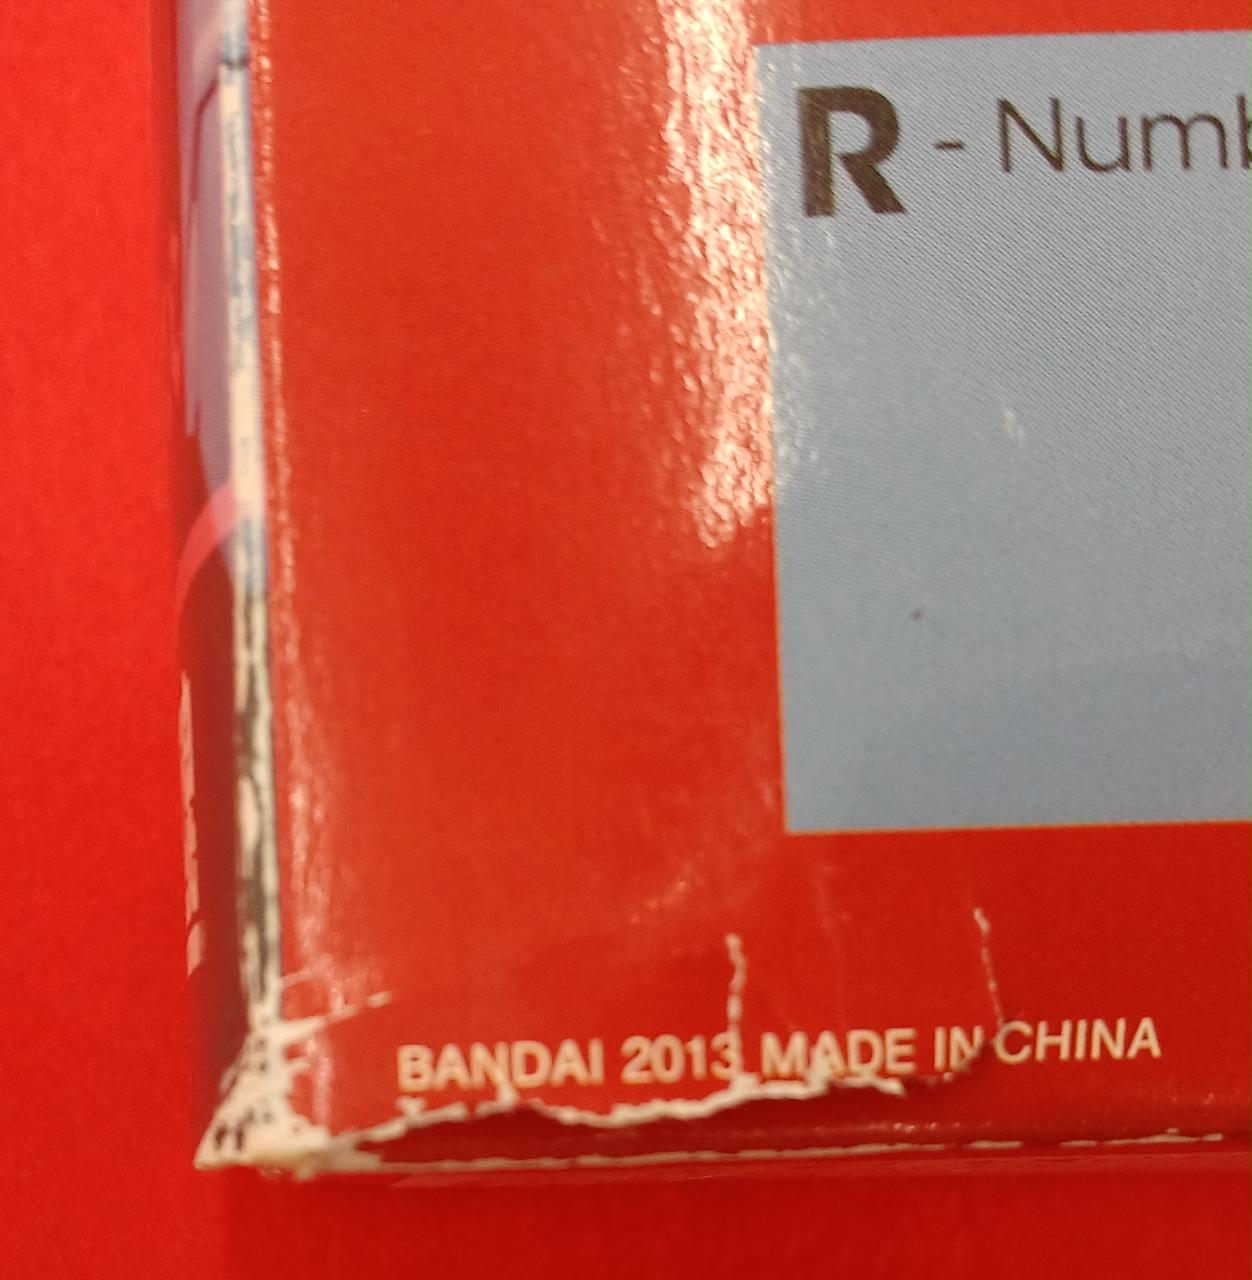 R - Numb
BANDAI 2013 MADE IN CHINA